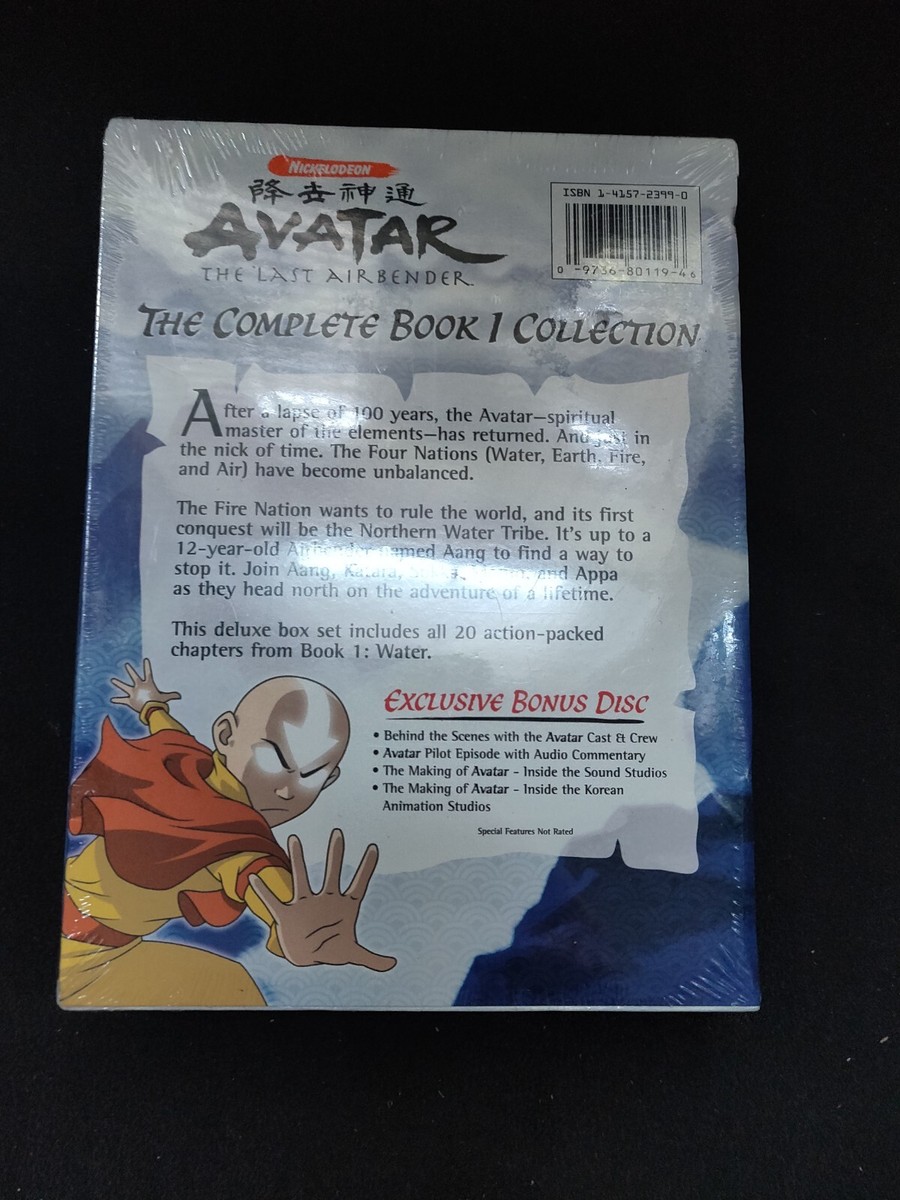 NICKELODEON
降去神通
AVATAR
THE LAST AIRBENDER
ISBN 1-4157-2399-0
0 -9736-80119-4 6
THE COMPLETE BOOK 1 COLLECTION
After a lapse of 100 years, the Avatar—spiritual
master of the elements—has returned. And just in
the nick of time. The Four Nations (Water, Earth, Fire,
and Air) have become unbalanced.
The Fire Nation wants to rule the world, and its first
conquest will be the Northern Water Tribe. It's up to a
12-year-old Airbender named Aang to find a way to
stop it. Join Aang, Katara, and Appa
as they head north on the adventure of a lifetime.
This deluxe box set includes all 20 action-packed
chapters from Book 1: Water.
EXCLUSIVE BONUS DISC
• Behind the Scenes with the Avatar Cast & Crew
• Avatar Pilot Episode with Audio Commentary
• The Making of Avatar - Inside the Sound Studios
• The Making of Avatar - Inside the Korean
Animation Studios
Special Features Not Rated